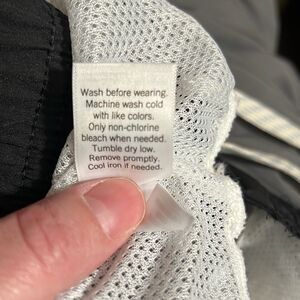 Wash before wearing.
Machine wash cold
with like colors.
Only non-chlorine
bleach when needed.
Tumble dry low.
Remove promptly.
Cool iron if needed.